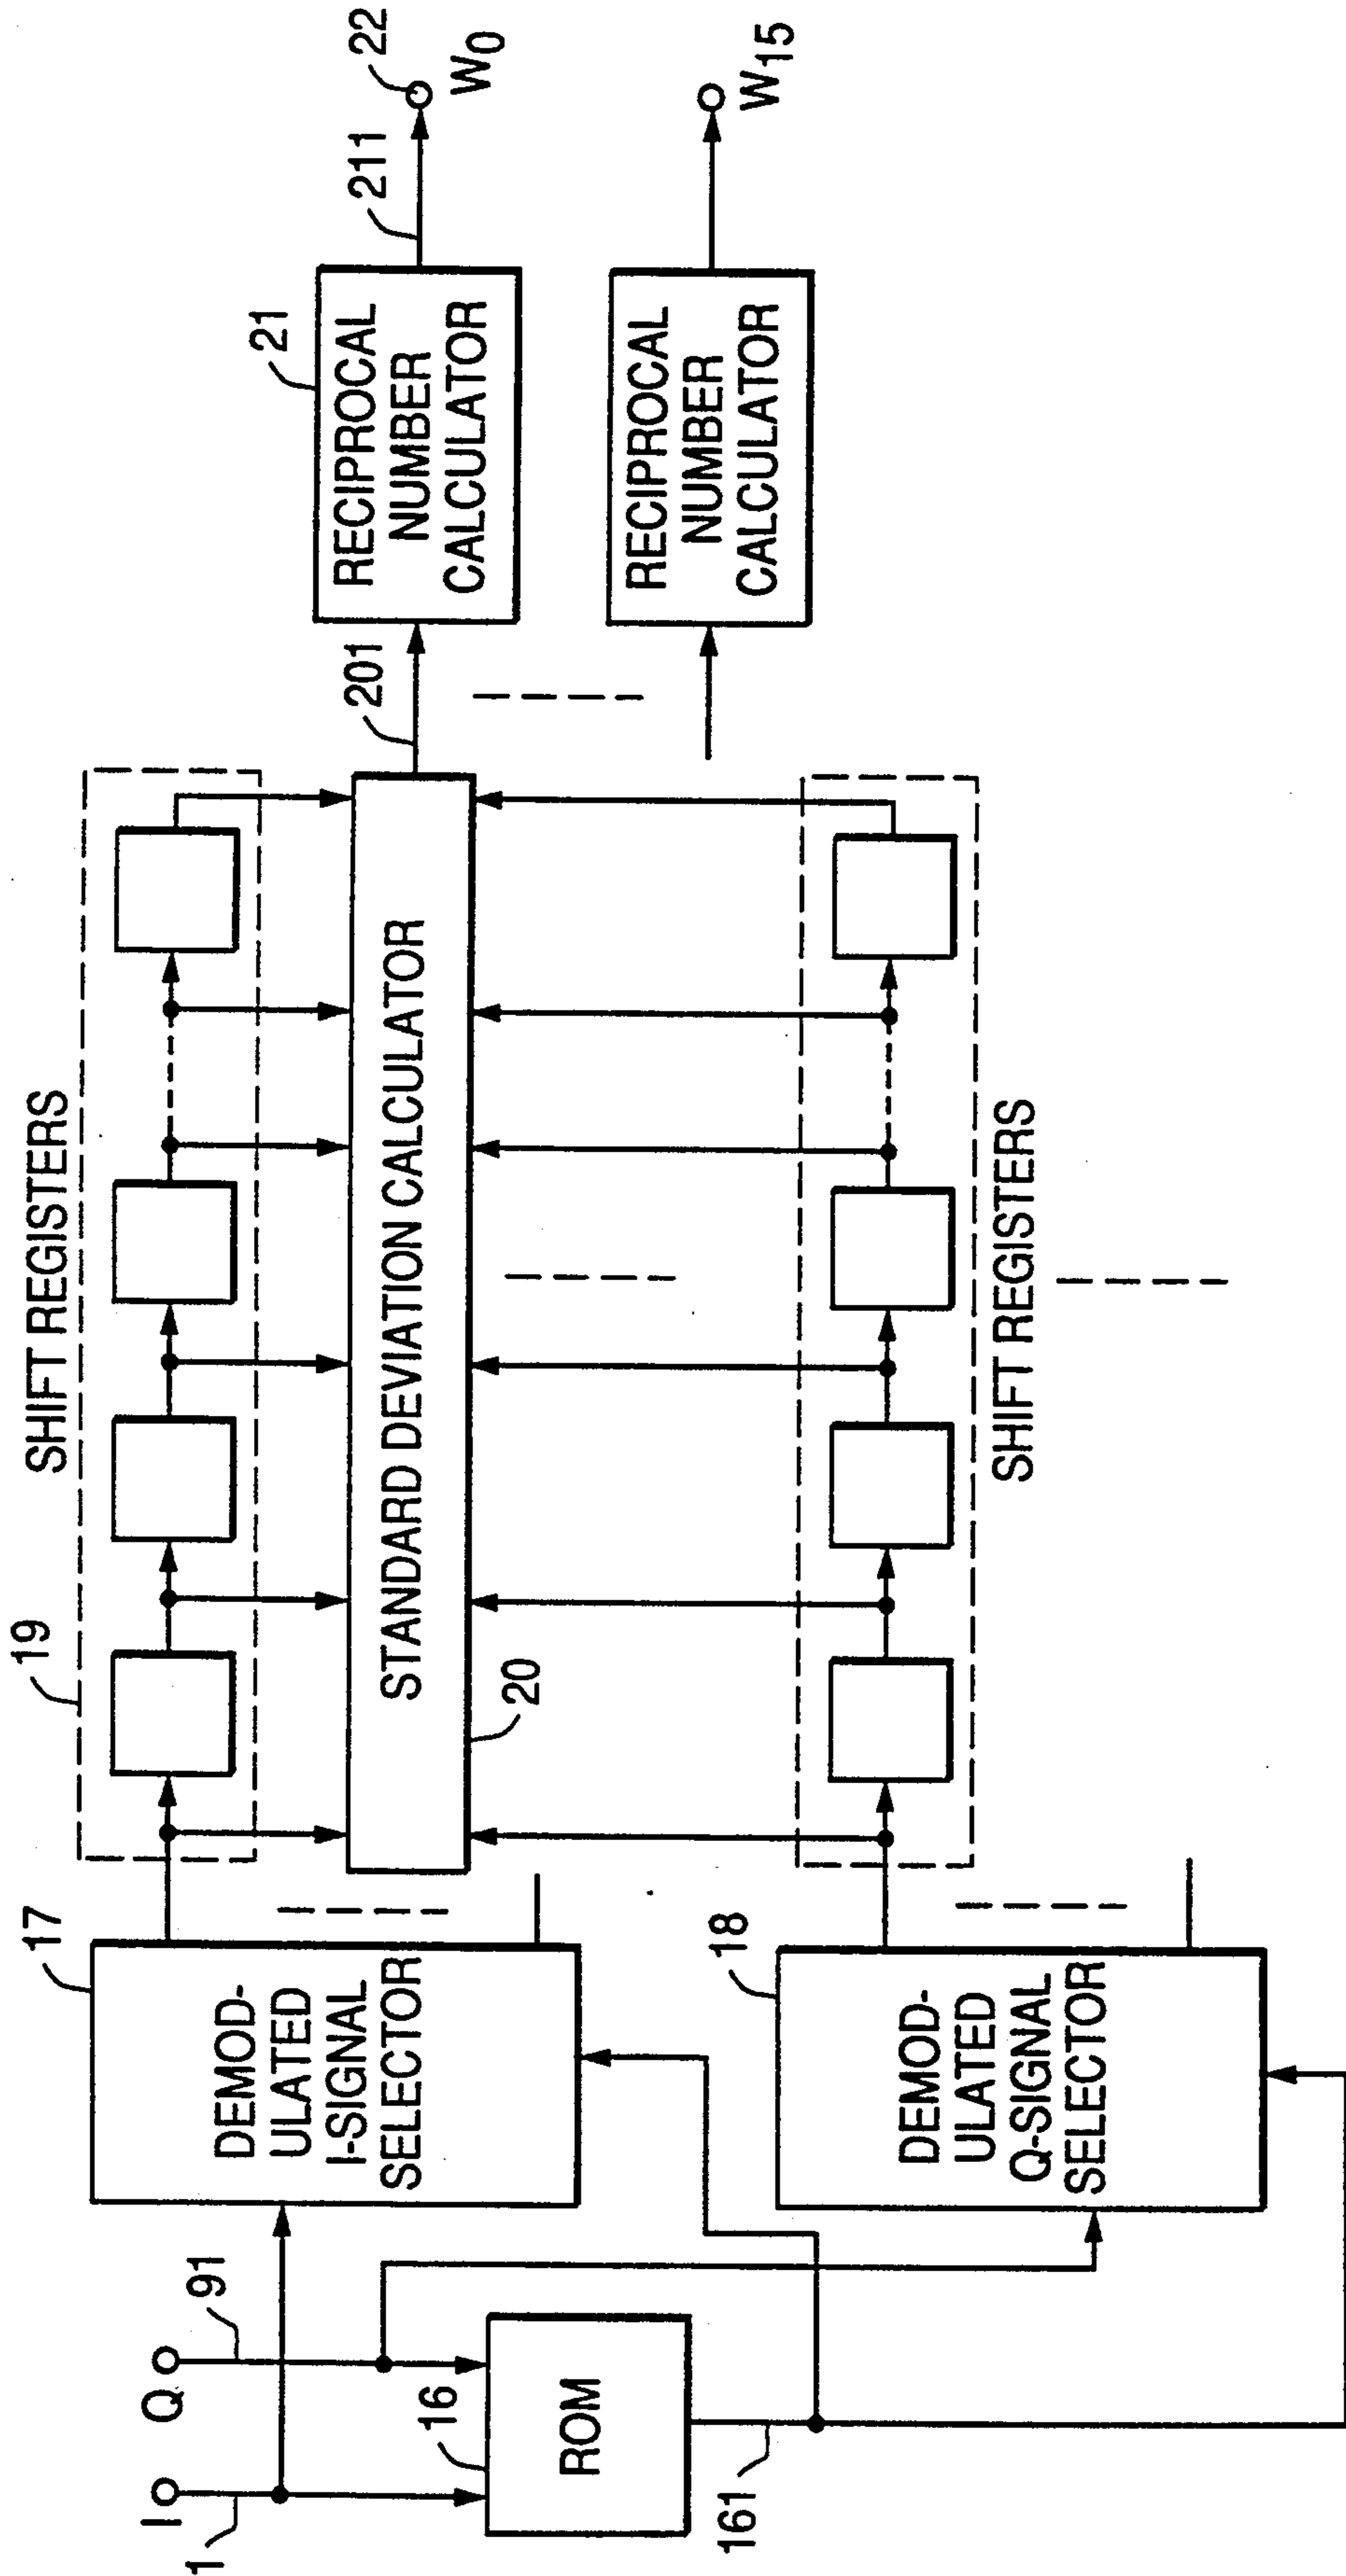 I
Q
1
91
16
ROM
161
17
DEMOD-
ULATED
I-SIGNAL
SELECTOR
18
DEMOD-
ULATED
Q-SIGNAL
SELECTOR
19
SHIFT REGISTERS
STANDARD DEVIATION CALCULATOR
20
SHIFT REGISTERS
201
21
RECIPROCAL
NUMBER
CALCULATOR
211
22
W0
RECIPROCAL
NUMBER
CALCULATOR
W15